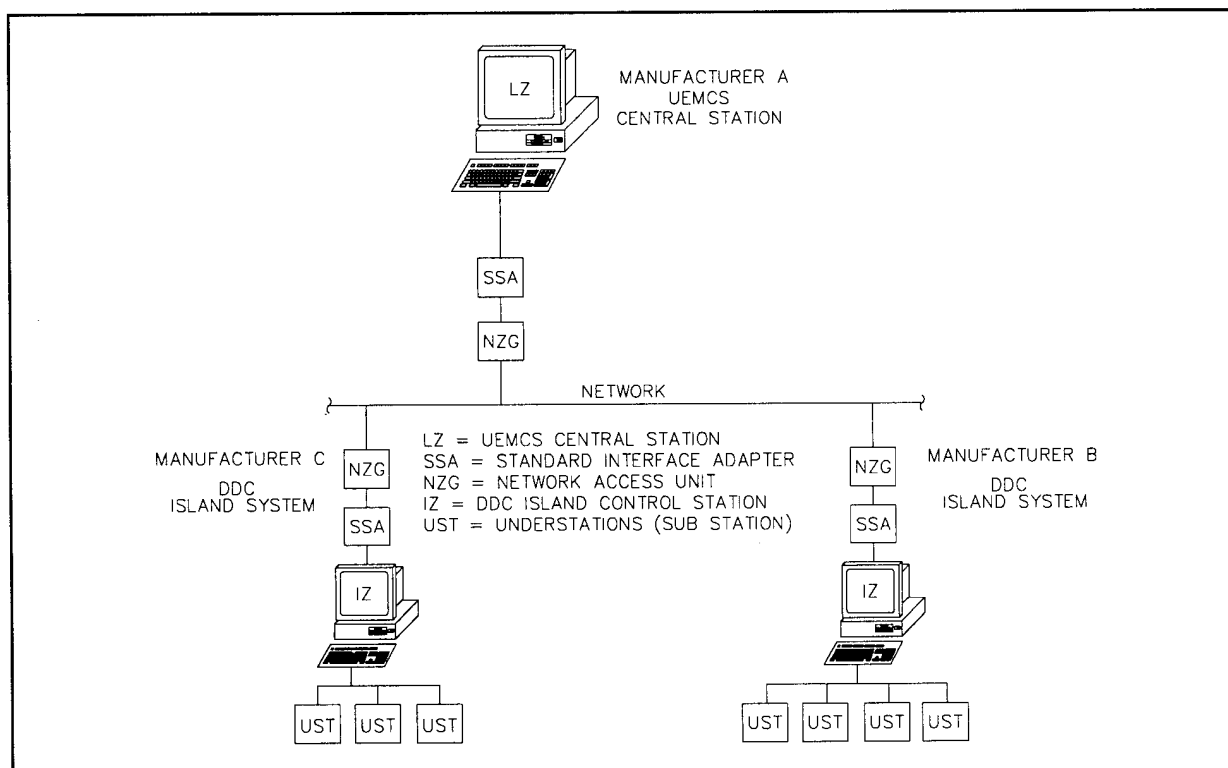 LZ
MANUFACTURER A
UEMCS
CENTRAL STATION
SSA
NZG
NETWORK
MANUFACTURER C
DDC
ISLAND SYSTEM
NZG
SSA
LZ = UEMCS CENTRAL STATION
SSA = STANDARD INTERFACE ADAPTER
NZG = NETWORK ACCESS UNIT
IZ = DDC ISLAND CONTROL STATION
UST = UNDERSTATIONS (SUB STATION)
NZG
SSA
MANUFACTURER B
DDC
ISLAND SYSTEM
IZ
IZ
UST UST UST
UST UST UST UST